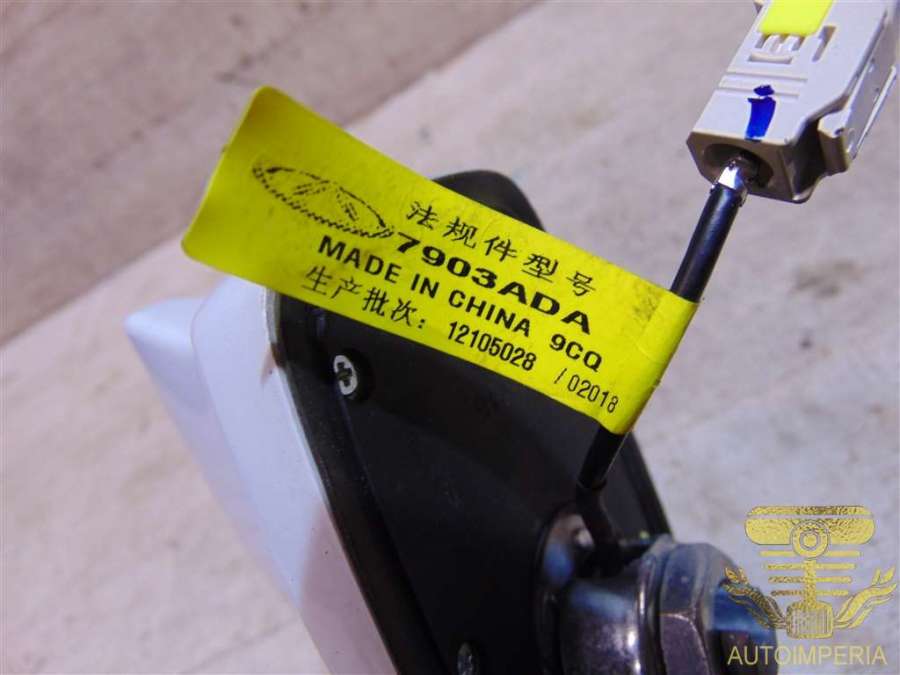 法规件型号
7903ADA
MADE IN CHINA 9CQ
生产批次: 12105028 /02018
AUTOIMPERIA